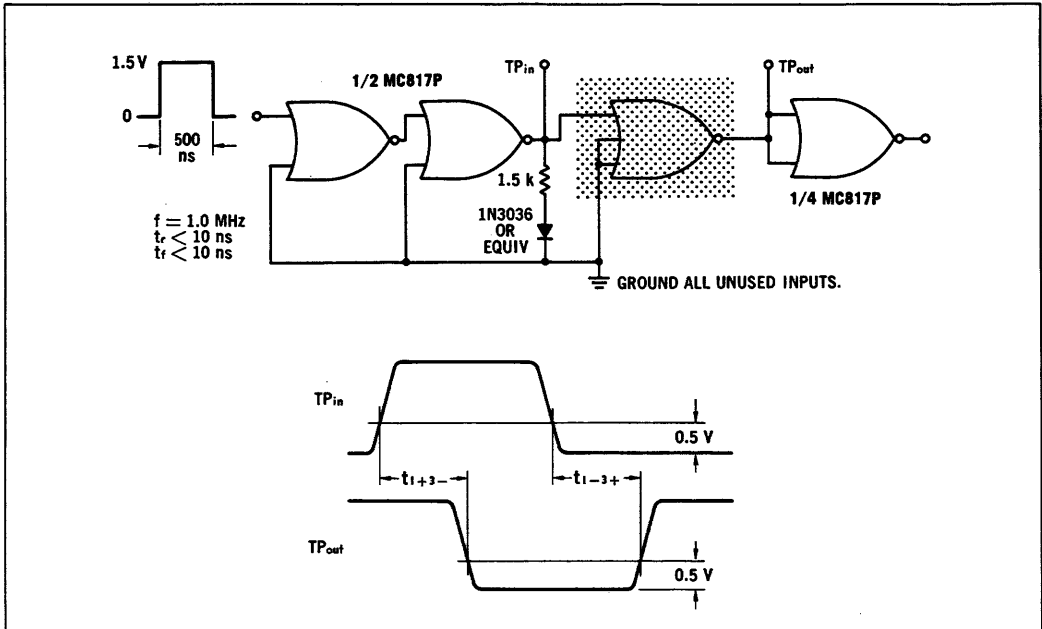 1.5 V
0
500
ns
1/2 MC817P
TPin
TPout
1.5 k
1N3036
OR
EQUIV
1/4 MC817P
f = 1.0 MHz
tr < 10 ns
tf < 10 ns
GROUND ALL UNUSED INPUTS.
TPin
0.5 V
t1+3−
t1−3+
TPout
0.5 V